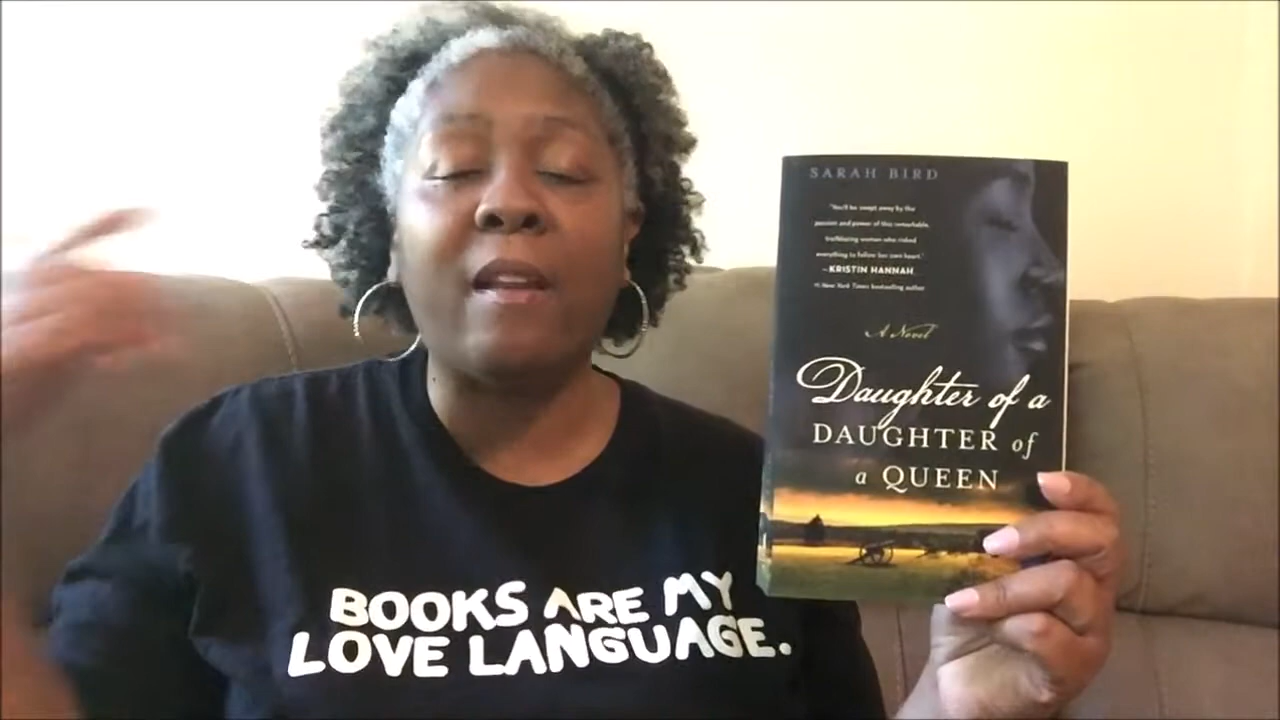 SARAH BIRD
"You'll be swept away by the
passion and power of this remarkable,
trailblazing woman who risked
everything to follow her own heart."
—KRISTIN HANNAH,
#1 New York Times bestselling author
A Novel
Daughter of a
DAUGHTER of
a QUEEN
BOOKS ARE MY
LOVE LANGUAGE.